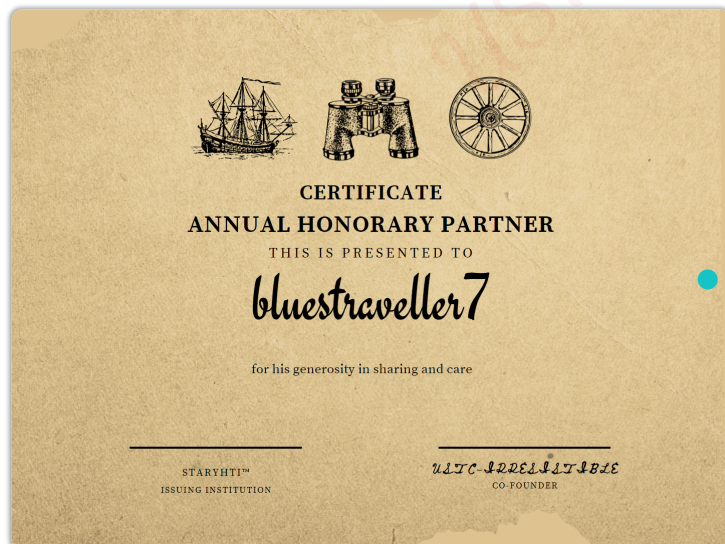 UST
CERTIFICATE
ANNUAL HONORARY PARTNER
THIS IS PRESENTED TO
bluestraveller7
for his generosity in sharing and care
STARYHTI™
ISSUING INSTITUTION
USTC-IRRESISTIBLE
CO-FOUNDER